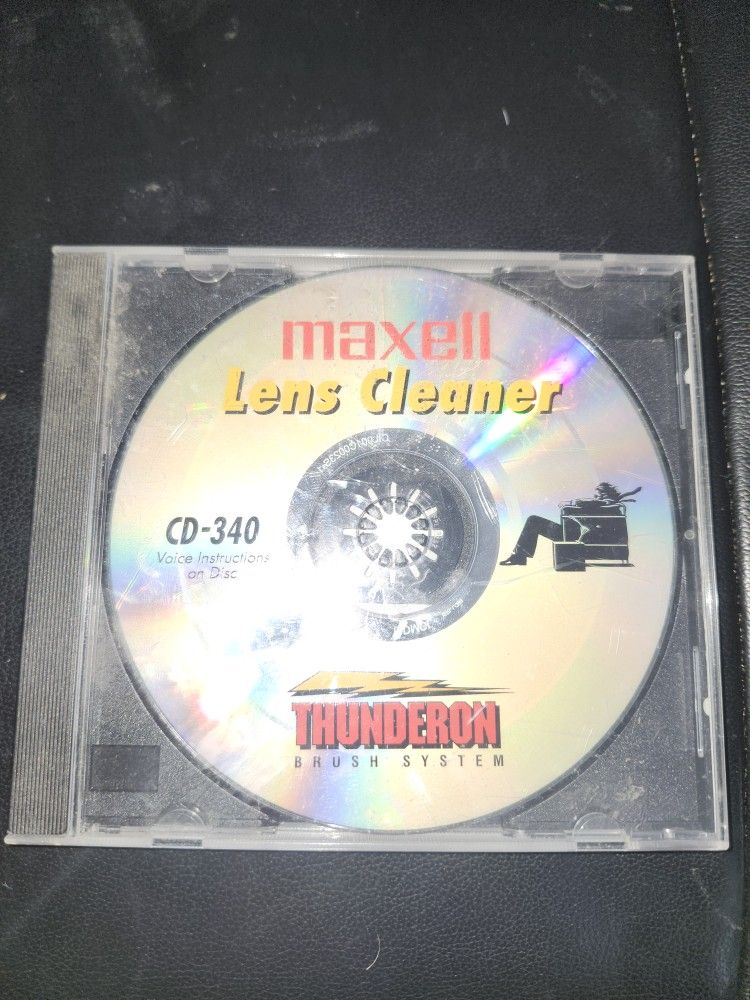 maxell
Lens Cleaner
CD-340
Voice Instructions
on Disc
THUNDERON
BRUSH SYSTEM